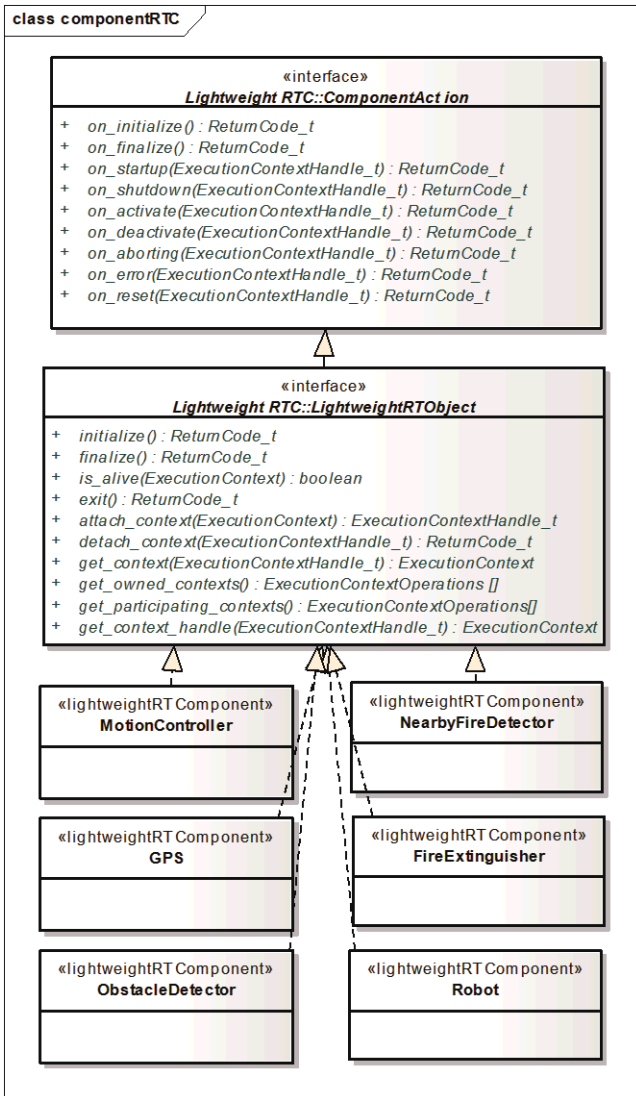 class componentRTC
«interface»
Lightweight RTC::ComponentAct ion
+ on_initialize() : ReturnCode_t
+ on_finalize() : ReturnCode_t
+ on_startup(ExecutionContextHandle_t) : ReturnCode_t
+ on_shutdown(ExecutionContextHandle_t) : ReturnCode_t
+ on_activate(ExecutionContextHandle_t) : ReturnCode_t
+ on_deactivate(ExecutionContextHandle_t) : ReturnCode_t
+ on_aborting(ExecutionContextHandle_t) : ReturnCode_t
+ on_error(ExecutionContextHandle_t) : ReturnCode_t
+ on_reset(ExecutionContextHandle_t) : ReturnCode_t
«interface»
Lightweight RTC::LightweightRTObject
+ initialize() : ReturnCode_t
+ finalize() : ReturnCode_t
+ is_alive(ExecutionContext) : boolean
+ exit() : ReturnCode_t
+ attach_context(ExecutionContext) : ExecutionContextHandle_t
+ detach_context(ExecutionContextHandle_t) : ReturnCode_t
+ get_context(ExecutionContextHandle_t) : ExecutionContext
+ get_owned_contexts() : ExecutionContextOperations []
+ get_participating_contexts() : ExecutionContextOperations[]
+ get_context_handle(ExecutionContextHandle_t) : ExecutionContext
«lightweightRT Component»
MotionController
«lightweightRT Component»
NearbyFireDetector
«lightweightRT Component»
GPS
«lightweightRT Component»
FireExtinguisher
«lightweightRT Component»
ObstacleDetector
«lightweightRT Component»
Robot